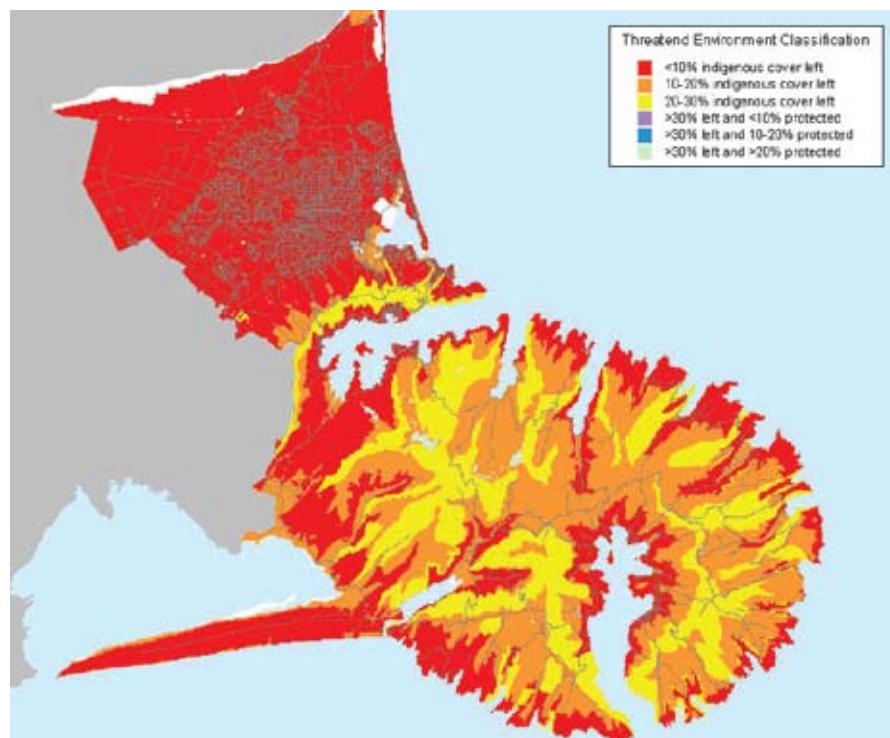 Threatend Environment Classification
<10% indigenous cover left
10-20% indigenous cover left
20-30% indigenous cover left
>30% left and <10% protected
>30% left and 10-20% protected
>30% left and >20% protected